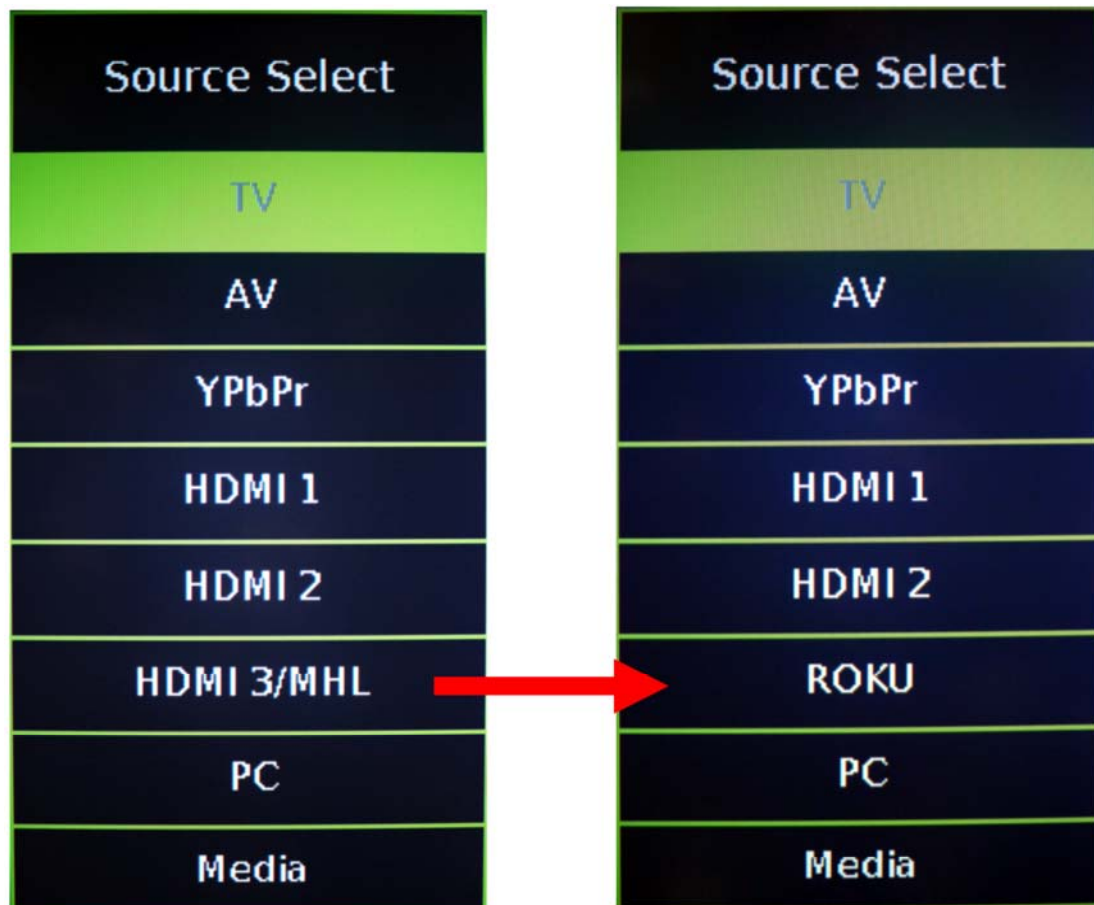 Source Select
TV
AV
YPbPr
HDMI 1
HDMI 2
HDMI 3/MHL
PC
Media
Source Select
TV
AV
YPbPr
HDMI 1
HDMI 2
ROKU
PC
Media